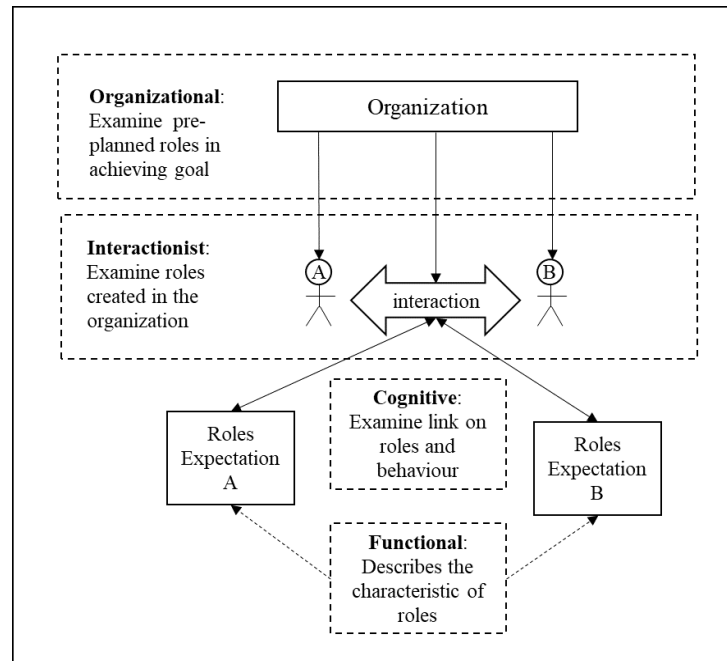 Organizational:
Examine pre-
planned roles in
achieving goal
Organization
Interactionist:
Examine roles
created in the
organization
A
interaction
B
Cognitive:
Examine link on
roles and
behaviour
Roles
Expectation
A
Roles
Expectation
B
Functional:
Describes the
characteristic of
roles